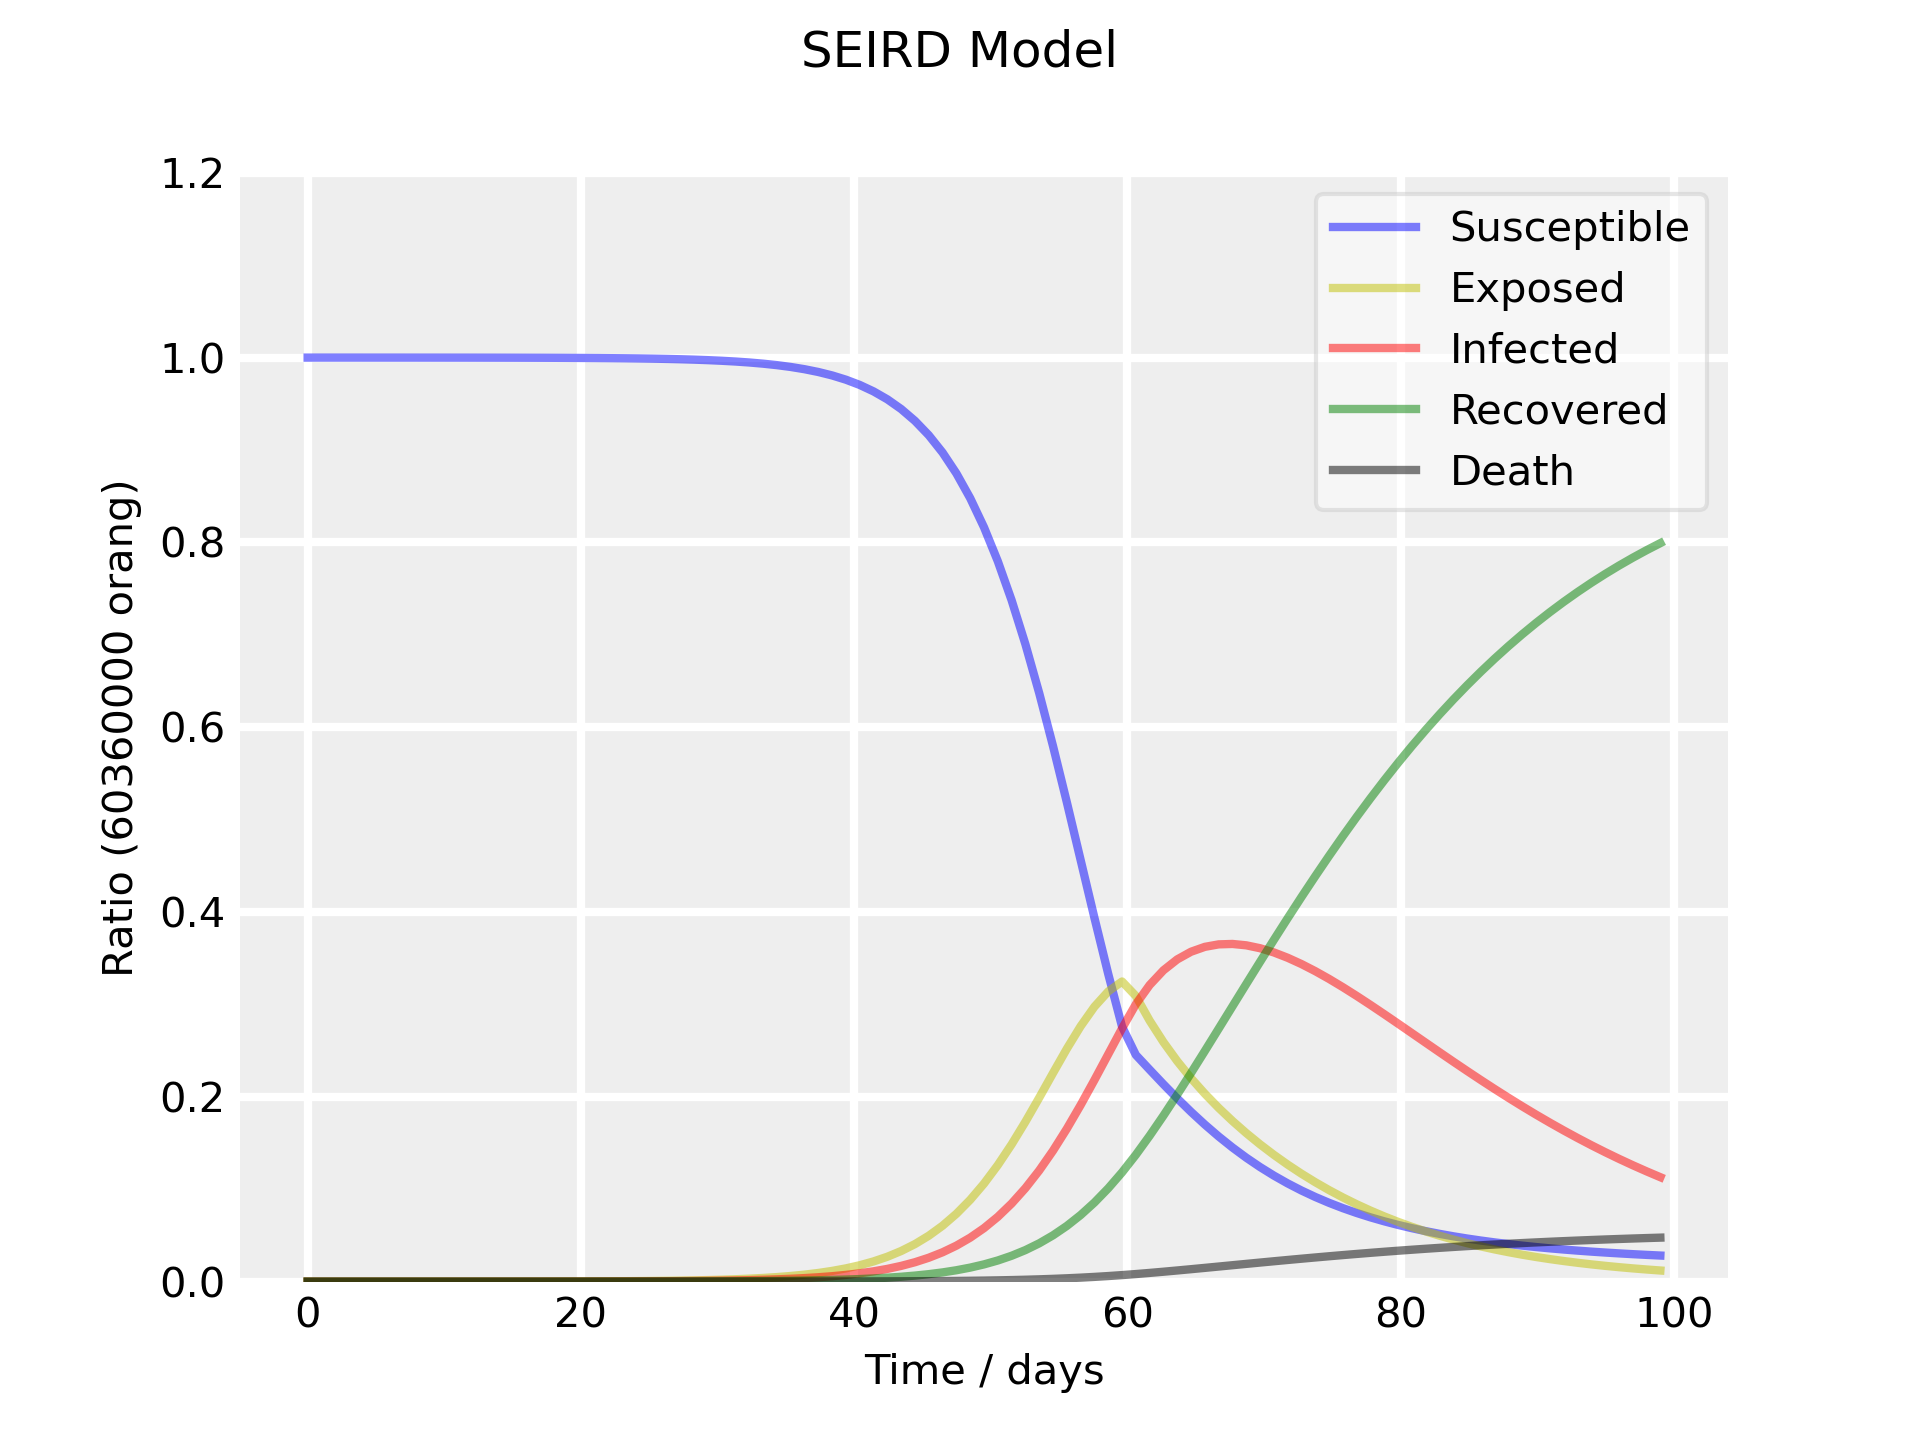 SEIRD Model
1.2
1.0
0.8
0.6
0.4
0.2
0.0
Ratio (60360000 orang)
Susceptible
Exposed
Infected
Recovered
Death
0 20 40 60 80 100
Time / days